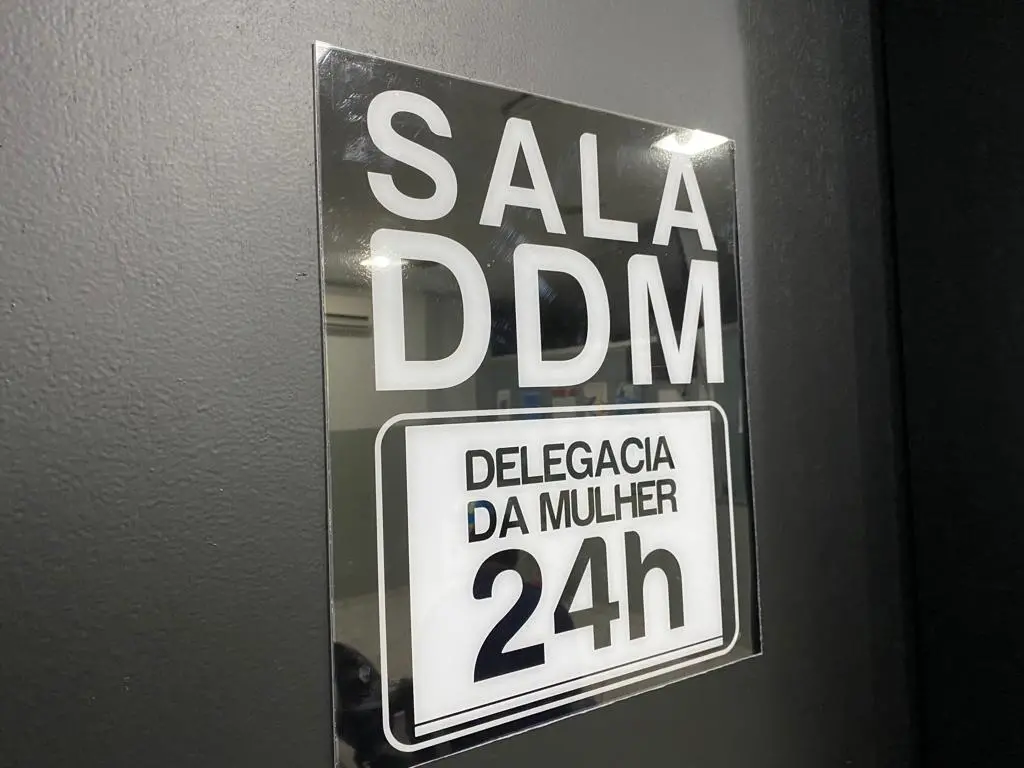 SALA
DDM
DELEGACIA
DA MULHER
24h